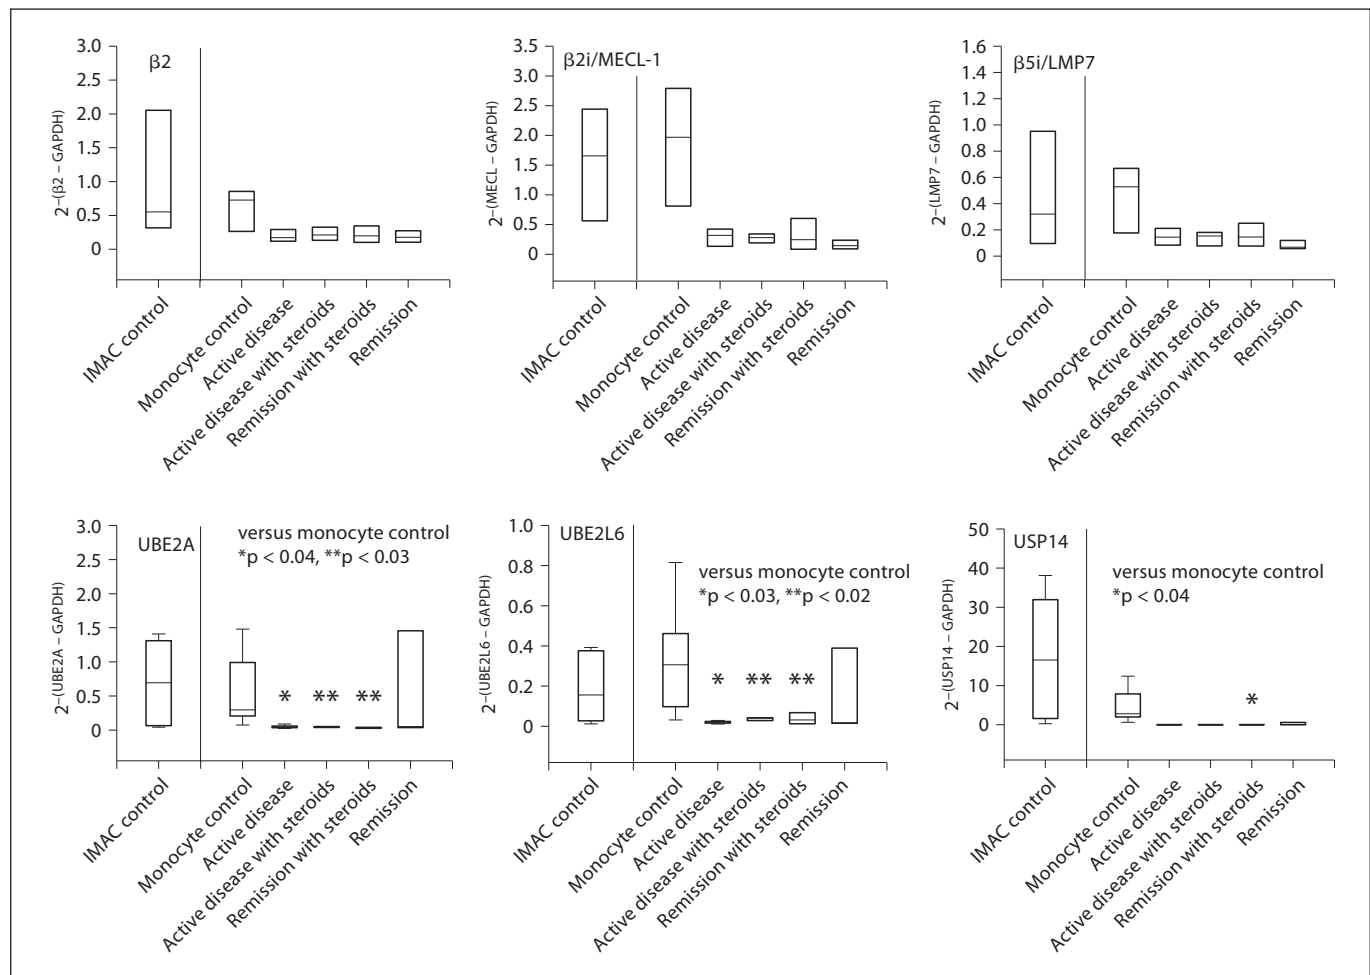 β2
3.0
2.5
2.0
1.5
1.0
0.5
0
2–(β2 – GAPDH)
IMAC control
Monocyte control
Active disease
Active disease with steroids
Remission with steroids
Remission
β2i/MECL-1
3.5
3.0
2.5
2.0
1.5
1.0
0.5
0
2–(MECL – GAPDH)
IMAC control
Monocyte control
Active disease
Active disease with steroids
Remission with steroids
Remission
β5i/LMP7
1.6
1.4
1.2
1.0
0.8
0.6
0.4
0.2
0
2–(LMP7 – GAPDH)
IMAC control
Monocyte control
Active disease
Active disease with steroids
Remission with steroids
Remission
UBE2A
versus monocyte control
*p < 0.04, **p < 0.03
3.0
2.5
2.0
1.5
1.0
0.5
0
2–(UBE2A – GAPDH)
* ** **
IMAC control
Monocyte control
Active disease
Active disease with steroids
Remission with steroids
Remission
UBE2L6
versus monocyte control
*p < 0.03, **p < 0.02
1.0
0.8
0.6
0.4
0.2
0
2–(UBE2L6 – GAPDH)
* ** **
IMAC control
Monocyte control
Active disease
Active disease with steroids
Remission with steroids
Remission
USP14
versus monocyte control
*p < 0.04
50
40
30
20
10
0
2–(USP14 – GAPDH)
*
IMAC control
Monocyte control
Active disease
Active disease with steroids
Remission with steroids
Remission